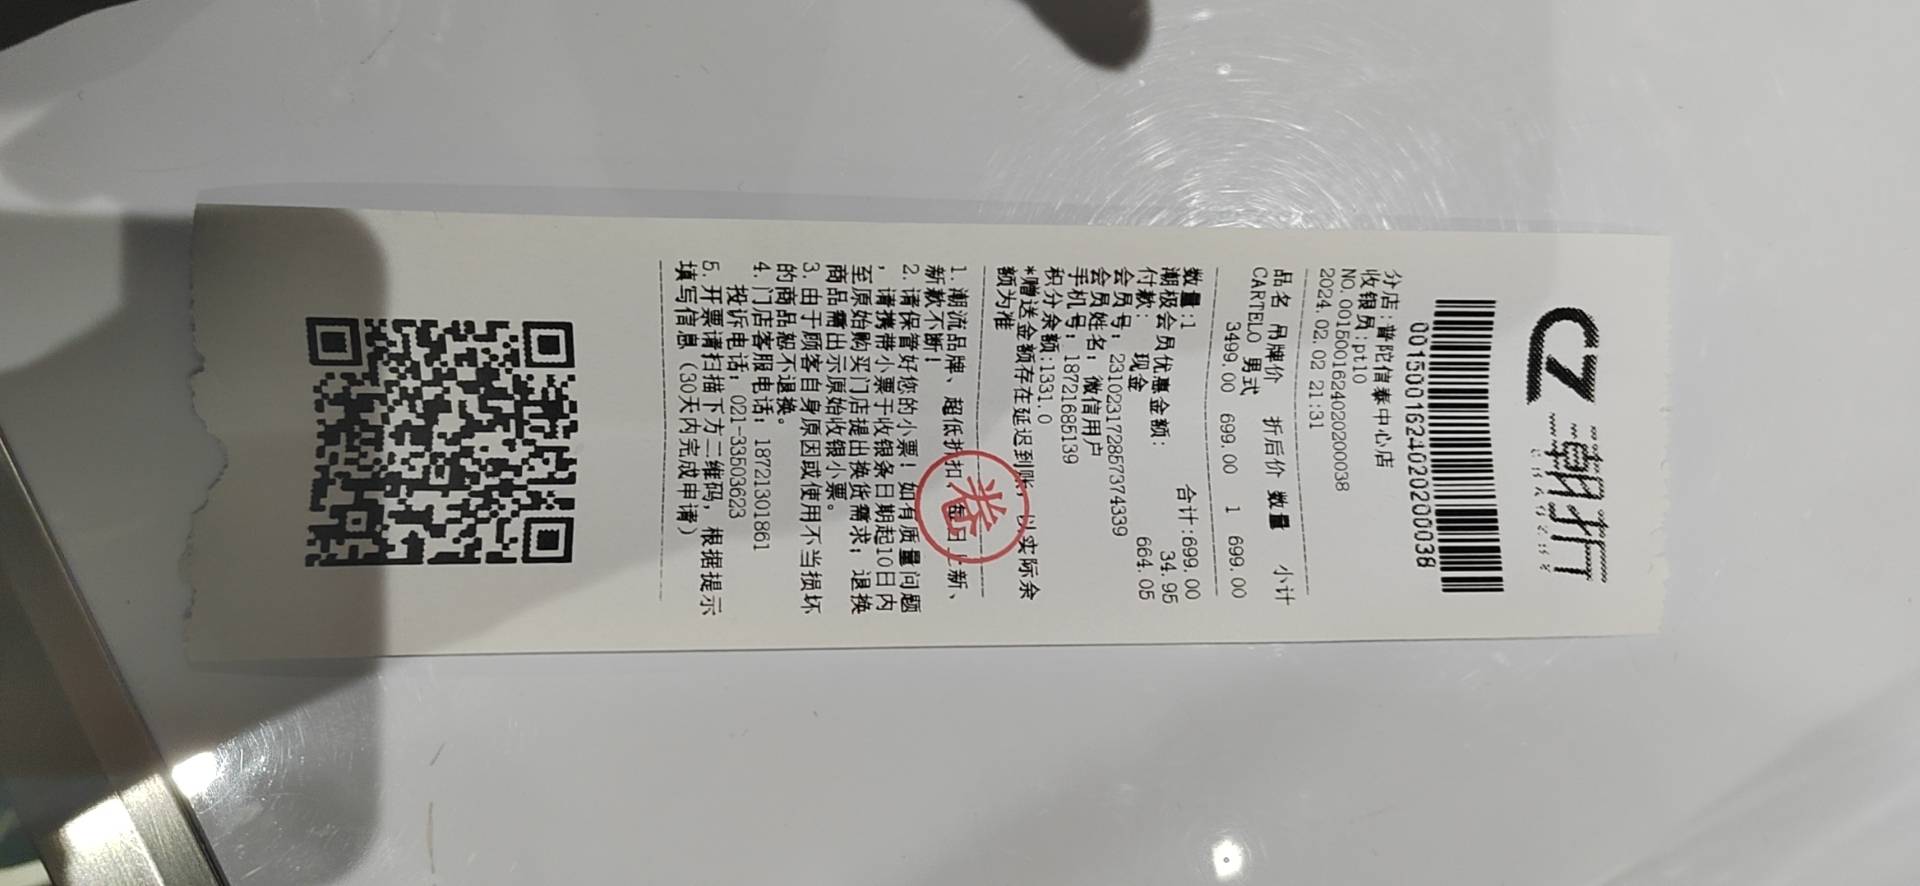 CZ 潮折
0015001624020200038
分店:普陀信泰中心店
收银员:pt10
NO.0015001624020200038
2024.02.02 21:31
品名 吊牌价 折后价 数量 小计
CARTELO 男式
3499.00 699.00 1 699.00
数量:1 合计:699.00
潮极会员优惠金额: 34.95
付款: 现金 664.05
会员号: 2310231728573744339
会员姓名: 微信用户
手机号: 18721685139
积分余额:1331.0
*赠送金额存在延迟到账, 以实际余
额为准
卷
1. 潮流品牌、超低折扣、每日上新、
新款不断!
2. 请保管好您的小票! 如有质量问题
, 请携带小票于收银条日期起10日内
至原始购买门店提出换货需求; 退换
商品需出示原始收银小票。
3. 由于顾客自身原因或使用不当损坏
的商品恕不退换。
4. 门店客服电话: 18721301861
投诉电话: 021-33503623
5. 开票请扫描下方二维码, 根据提示
填写信息 (30天内完成申请)